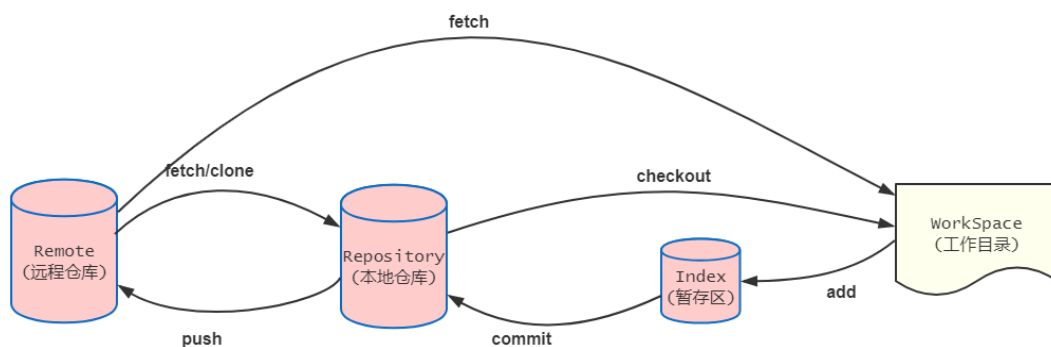 fetch
fetch/clone
checkout
Remote
(远程仓库)
Repository
(本地仓库)
WorkSpace
(工作目录)
Index
(暂存区)
add
push
commit